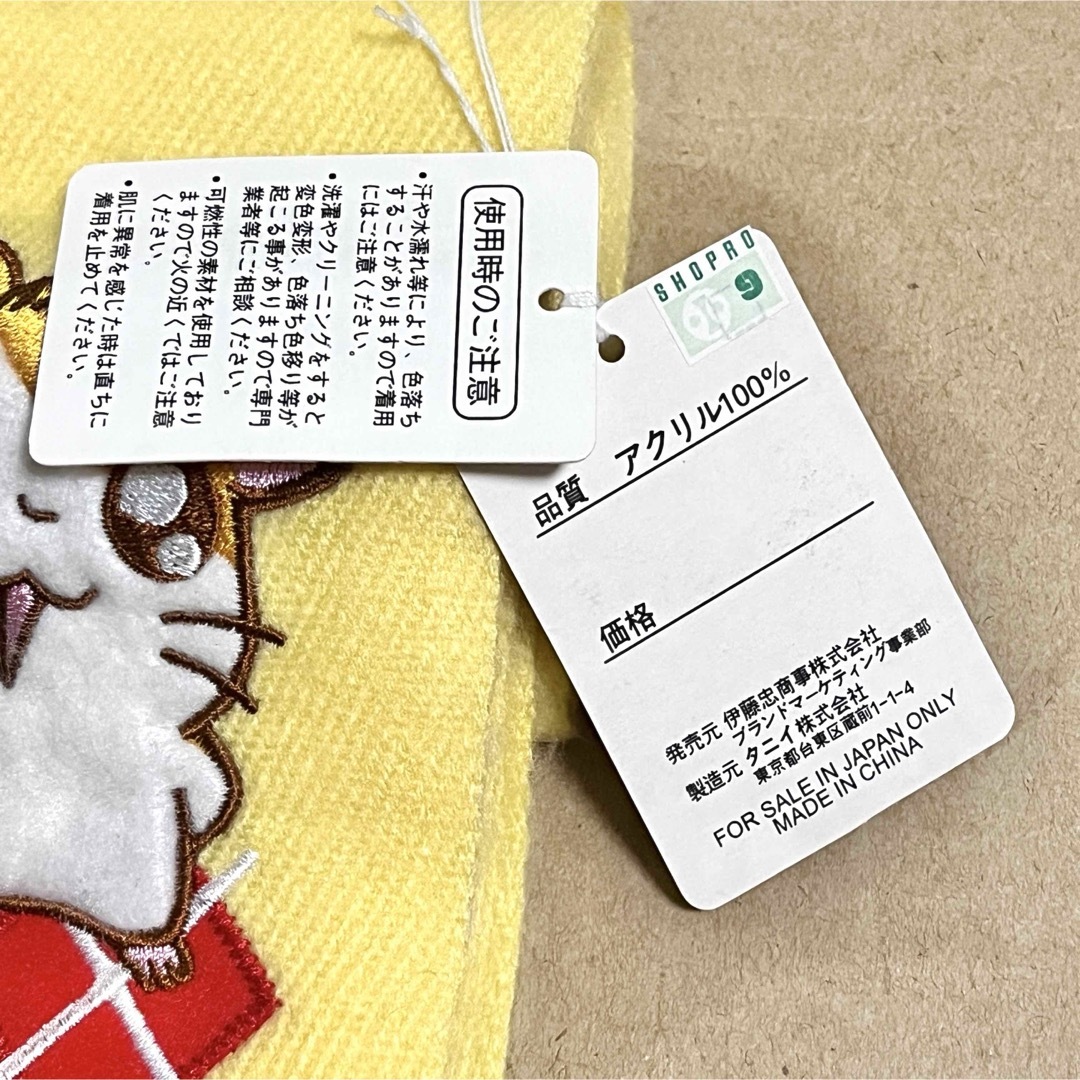 使用時のご注意
・汗や水濡れ等により、色落ち
することがありますので着用
にはご注意ください。
・洗濯やクリーニングをすると
変色変形、色落ち色移り等が
起こる事がありますので専門
業者等にご相談ください。
・可燃性の素材を使用しており
ますので火の近くではご注意
ください。
・肌に異常を感じた時は直ちに
着用を止めてください。
SHOPRO
品質 アクリル100%
価格
発売元 伊藤忠商事株式会社
ブランドマーケティング事業部
製造元 タニイ株式会社
東京都台東区蔵前1-1-4
FOR SALE IN JAPAN ONLY
MADE IN CHINA